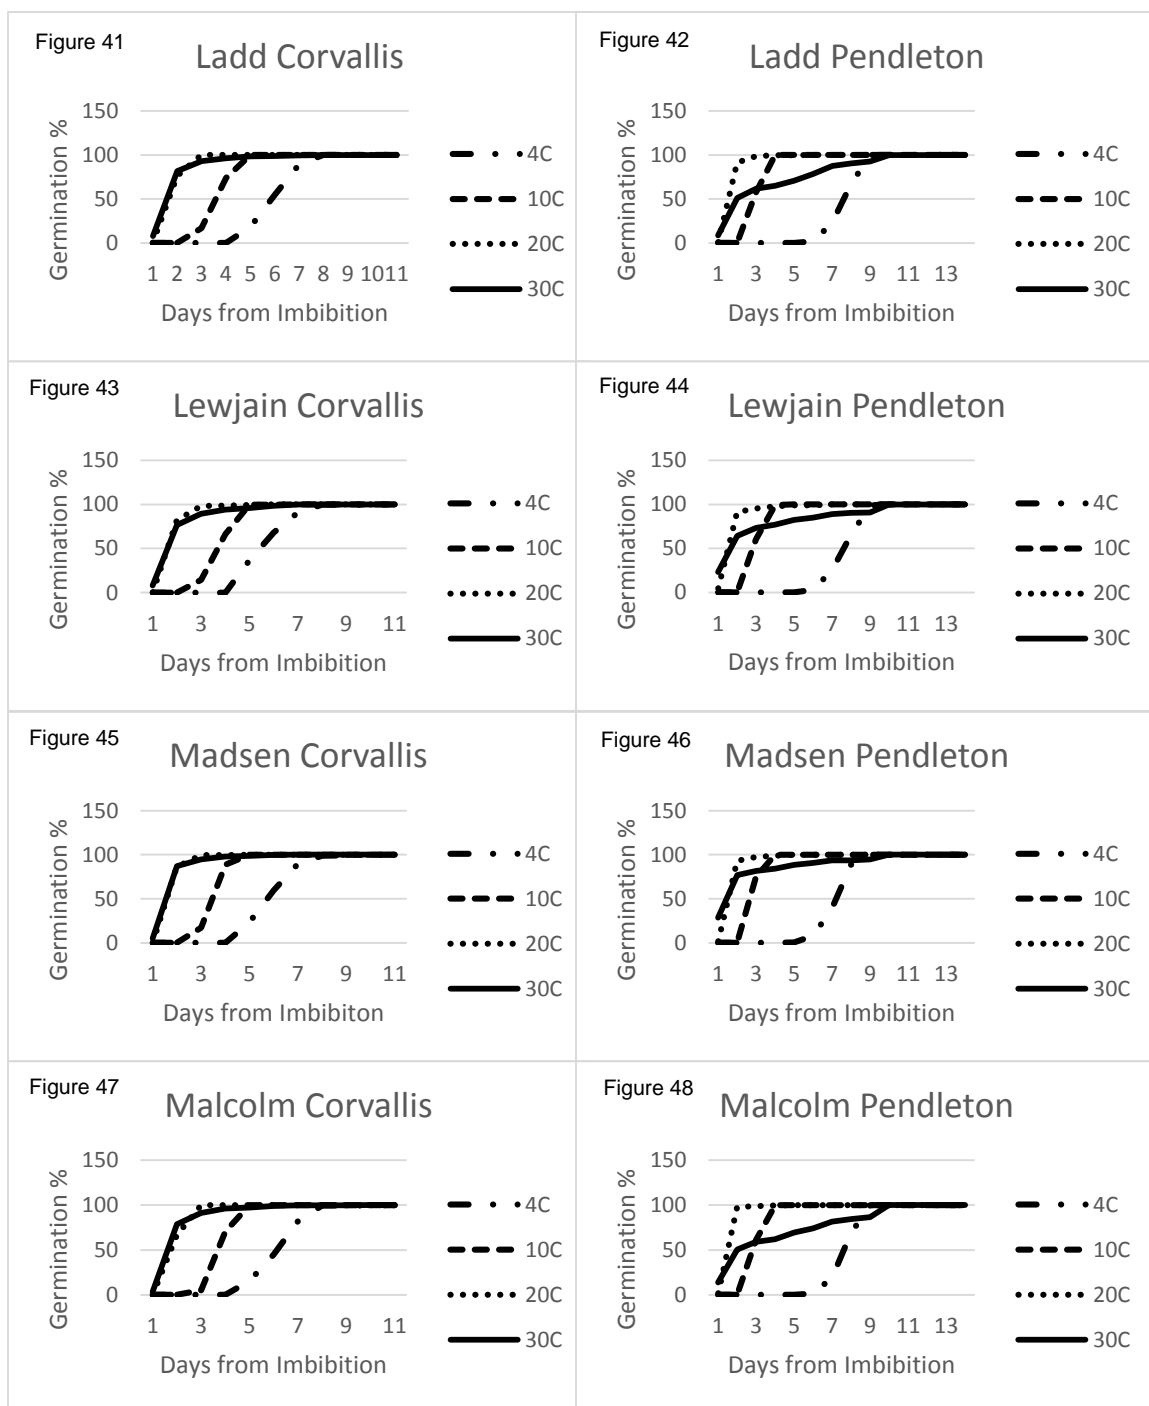 Figure 41
Ladd Corvallis
Germination %
150
100
50
0
1 2 3 4 5 6 7 8 9 10 11
Days from Imbibition
4C
10C
20C
30C
Figure 42
Ladd Pendleton
Germination %
150
100
50
0
1 3 5 7 9 11 13
Days from Imbibition
4C
10C
20C
30C
Figure 43
Lewjain Corvallis
Germination %
150
100
50
0
1 3 5 7 9 11
Days from Imbibition
4C
10C
20C
30C
Figure 44
Lewjain Pendleton
Germination %
150
100
50
0
1 3 5 7 9 11 13
Days from Imbibition
4C
10C
20C
30C
Figure 45
Madsen Corvallis
Germination %
150
100
50
0
1 3 5 7 9 11
Days from Imbibiton
4C
10C
20C
30C
Figure 46
Madsen Pendleton
Germination %
150
100
50
0
1 3 5 7 9 11 13
Days from Imbibition
4C
10C
20C
30C
Figure 47
Malcolm Corvallis
Germination %
150
100
50
0
1 3 5 7 9 11
Days from Imbibition
4C
10C
20C
30C
Figure 48
Malcolm Pendleton
Germination %
150
100
50
0
1 3 5 7 9 11 13
Days from Imbibition
4C
10C
20C
30C